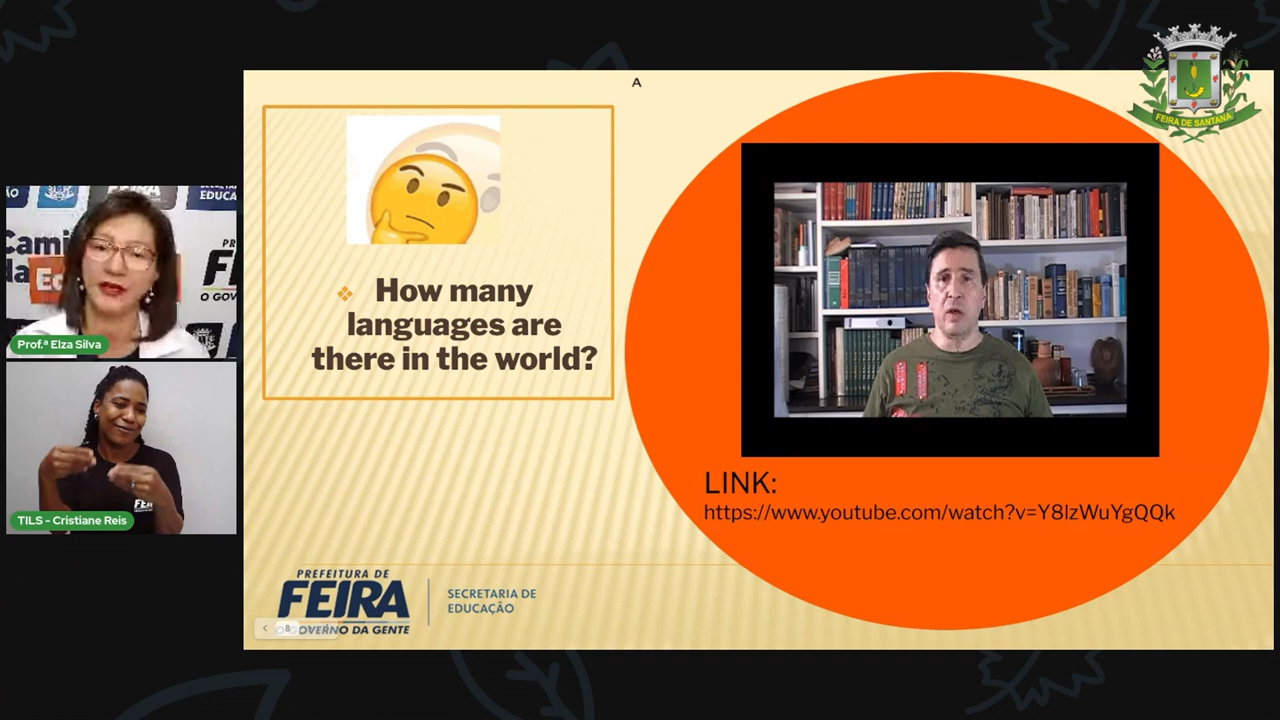 A
FEIRA DE SANTANA
How many
languages are
there in the world?
LINK:
https://www.youtube.com/watch?v=Y8lzWuYgQQk
Prof.ª Elza Silva
TILS - Cristiane Reis
PREFEITURA DE
FEIRA
O GOVERNO DA GENTE
SECRETARIA DE
EDUCAÇÃO
8